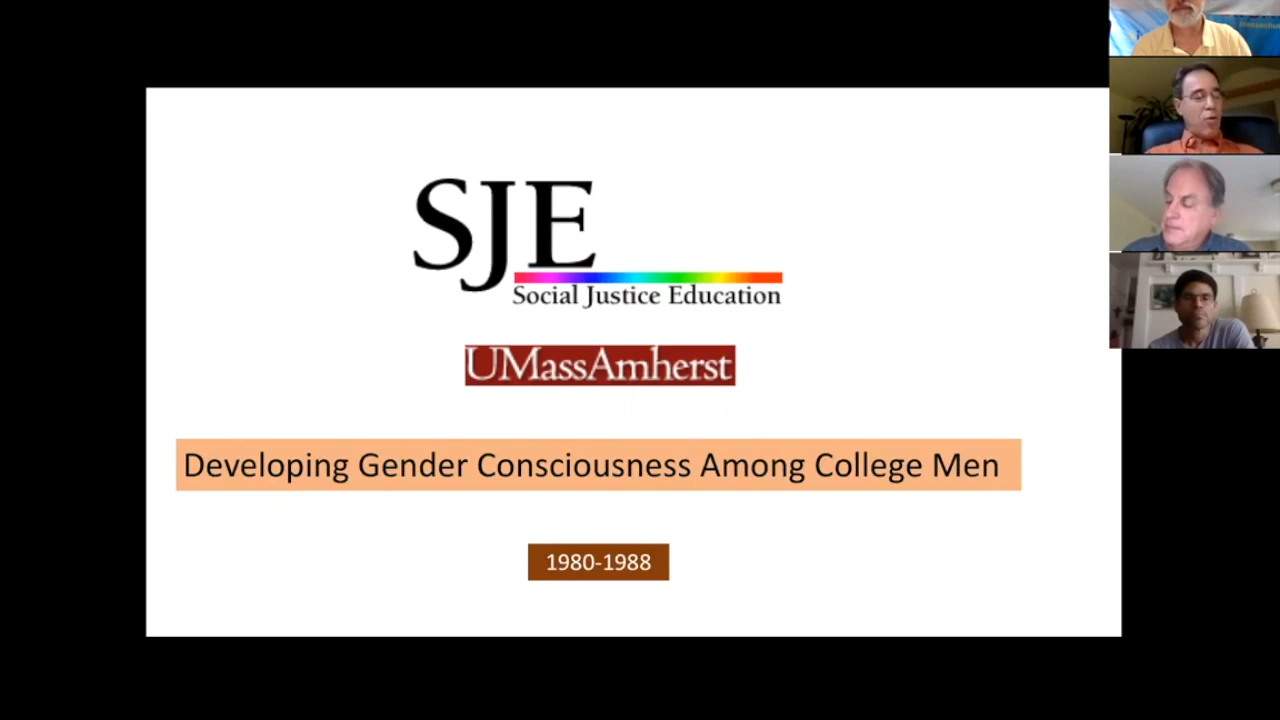 SJE
Social Justice Education
UMassAmherst
Developing Gender Consciousness Among College Men
1980-1988